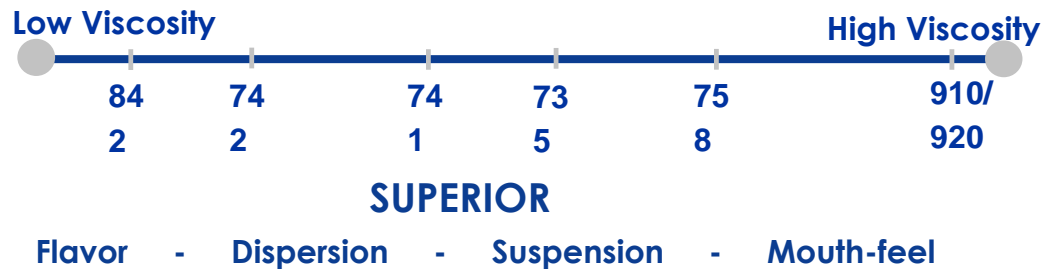 Low Viscosity
High Viscosity
84 74 74 73 75 910/
2 2 1 5 8 920
SUPERIOR
Flavor - Dispersion - Suspension - Mouth-feel